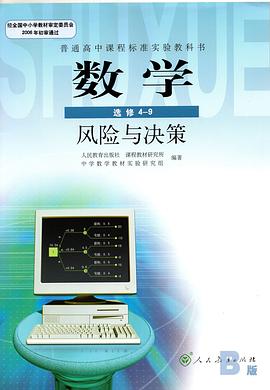 经全国中小学教材审定委员会
2006年初审通过
SHUXUE
普通高中课程标准实验教科书
数学
选修 4-9
风险与决策
人民教育出版社 课程教材研究所
中学数学教材实验研究组
编著
B版
人民教育出版社